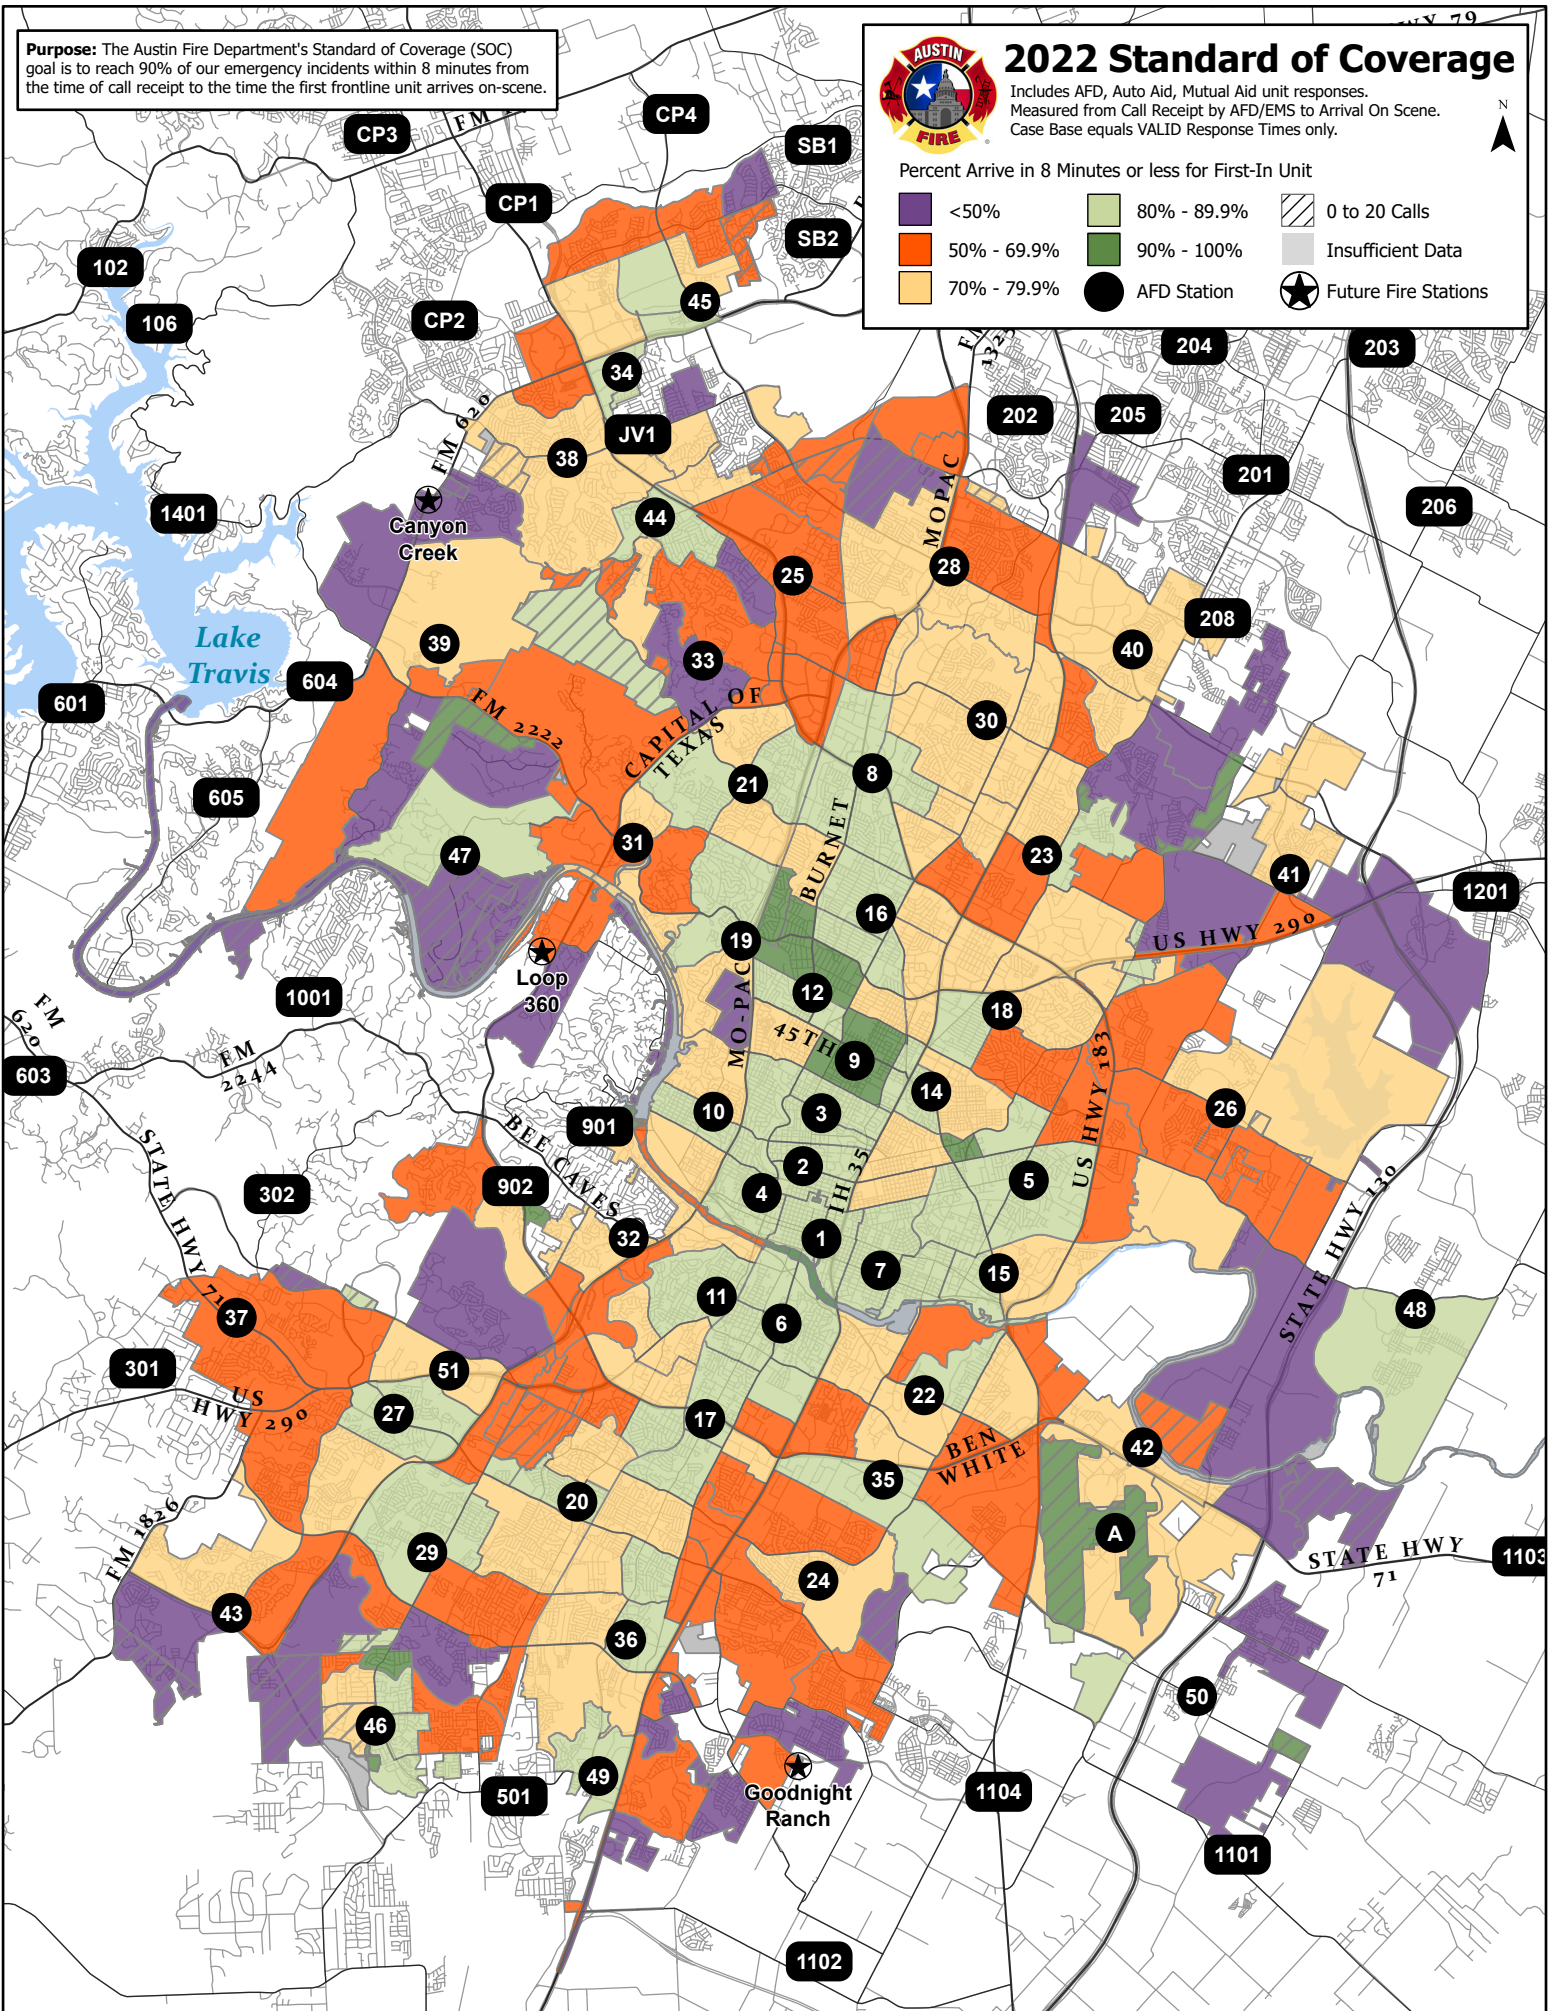 Purpose: The Austin Fire Department's Standard of Coverage (SOC)
goal is to reach 90% of our emergency incidents within 8 minutes from
the time of call receipt to the time the first frontline unit arrives on-scene.
HWY 79
AUSTIN
FIRE
2022 Standard of Coverage
Includes AFD, Auto Aid, Mutual Aid unit responses.
Measured from Call Receipt by AFD/EMS to Arrival On Scene.
Case Base equals VALID Response Times only.
N
Percent Arrive in 8 Minutes or less for First-In Unit
<50%
50% - 69.9%
70% - 79.9%
80% - 89.9%
90% - 100%
AFD Station
0 to 20 Calls
Insufficient Data
Future Fire Stations
CP3
FM
CP4
SB1
CP1
SB2
102
45
106
CP2
FM
1325
204
203
34
202
205
JV1
FM 620
38
MOPAC
201
Canyon
Creek
1401
44
206
28
25
208
39
Lake
Travis
40
33
604
601
FM 2222
CAPITAL OF
TEXAS
30
8
21
605
BURNET
31
47
23
41
1201
16
US HWY 290
19
Loop
360
12
1001
FM
620
MO-PAC
18
45TH
9
FM
2244
603
US HWY 183
14
26
10
3
901
BEE CAVES
STATE HWY
71
IH 35
2
5
902
302
4
STATE HWY 130
32
1
7
15
11
48
37
6
301
51
22
US
HWY 290
27
17
BEN
WHITE
42
35
20
FM 1826
A
29
STATE HWY
71
1103
24
43
36
50
46
49
Goodnight
Ranch
501
1104
1101
1102